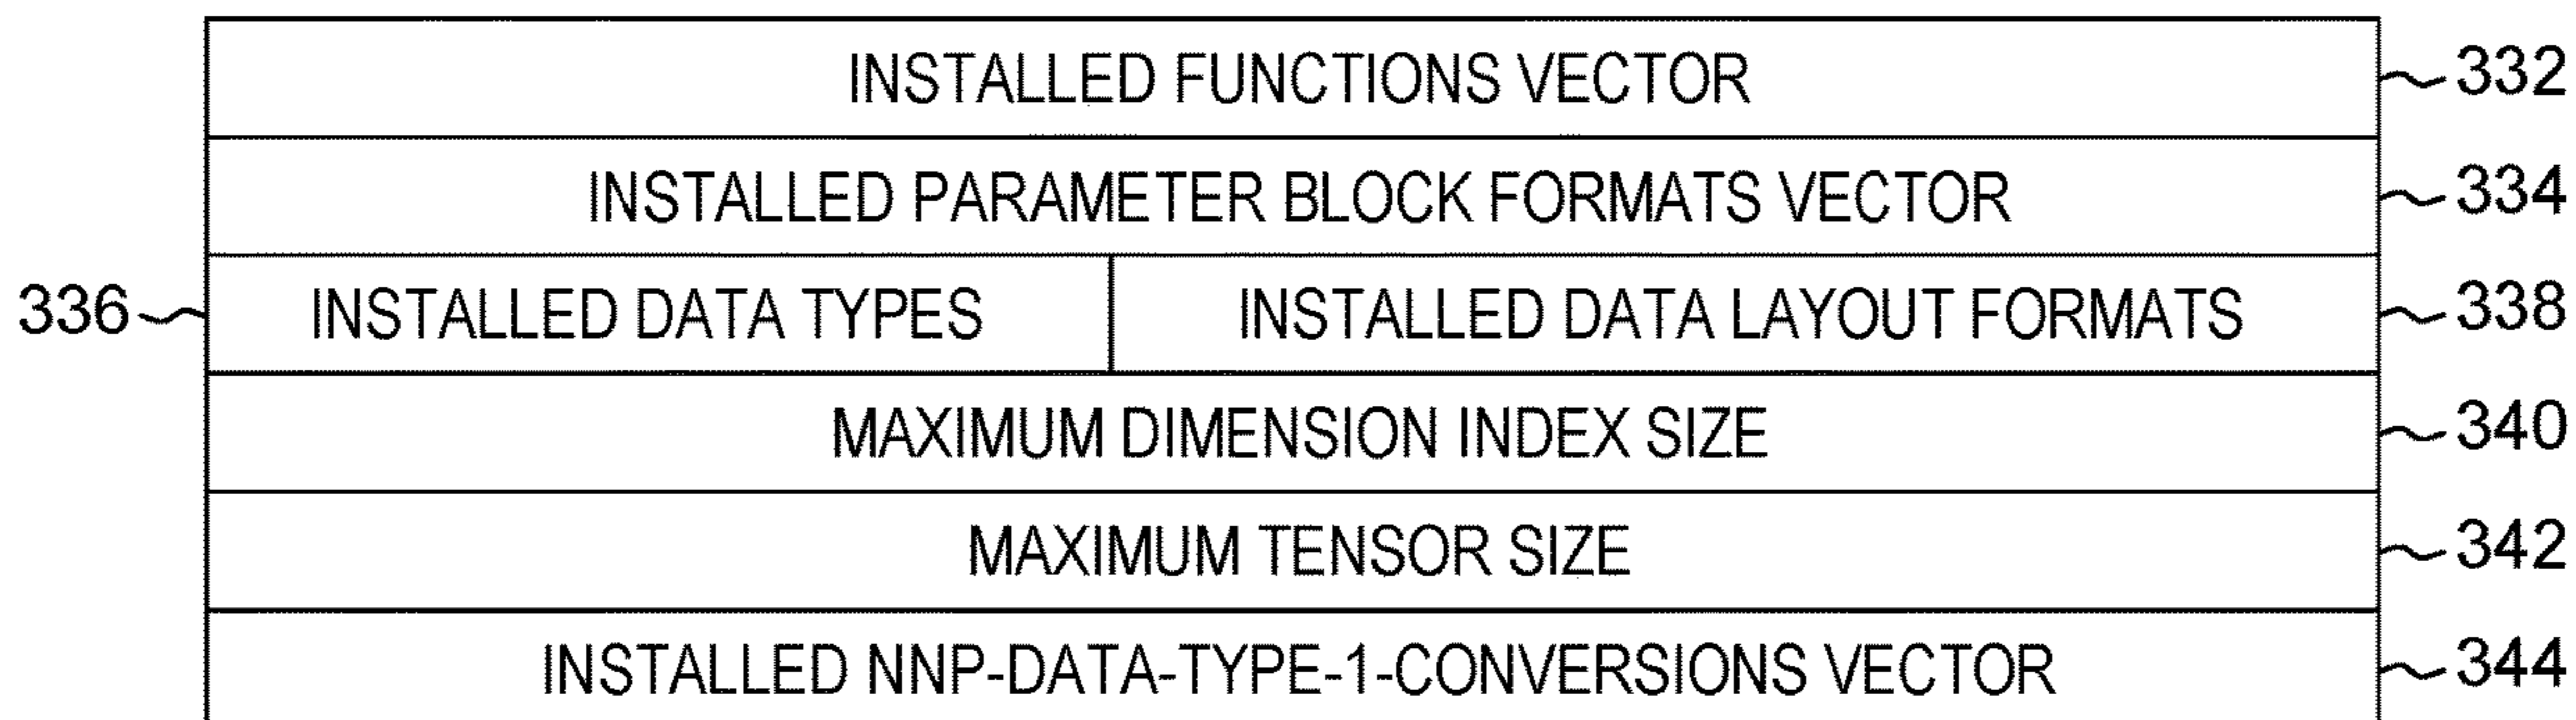 INSTALLED FUNCTIONS VECTOR 332
INSTALLED PARAMETER BLOCK FORMATS VECTOR 334
336 INSTALLED DATA TYPES INSTALLED DATA LAYOUT FORMATS 338
MAXIMUM DIMENSION INDEX SIZE 340
MAXIMUM TENSOR SIZE 342
INSTALLED NNP-DATA-TYPE-1-CONVERSIONS VECTOR 344